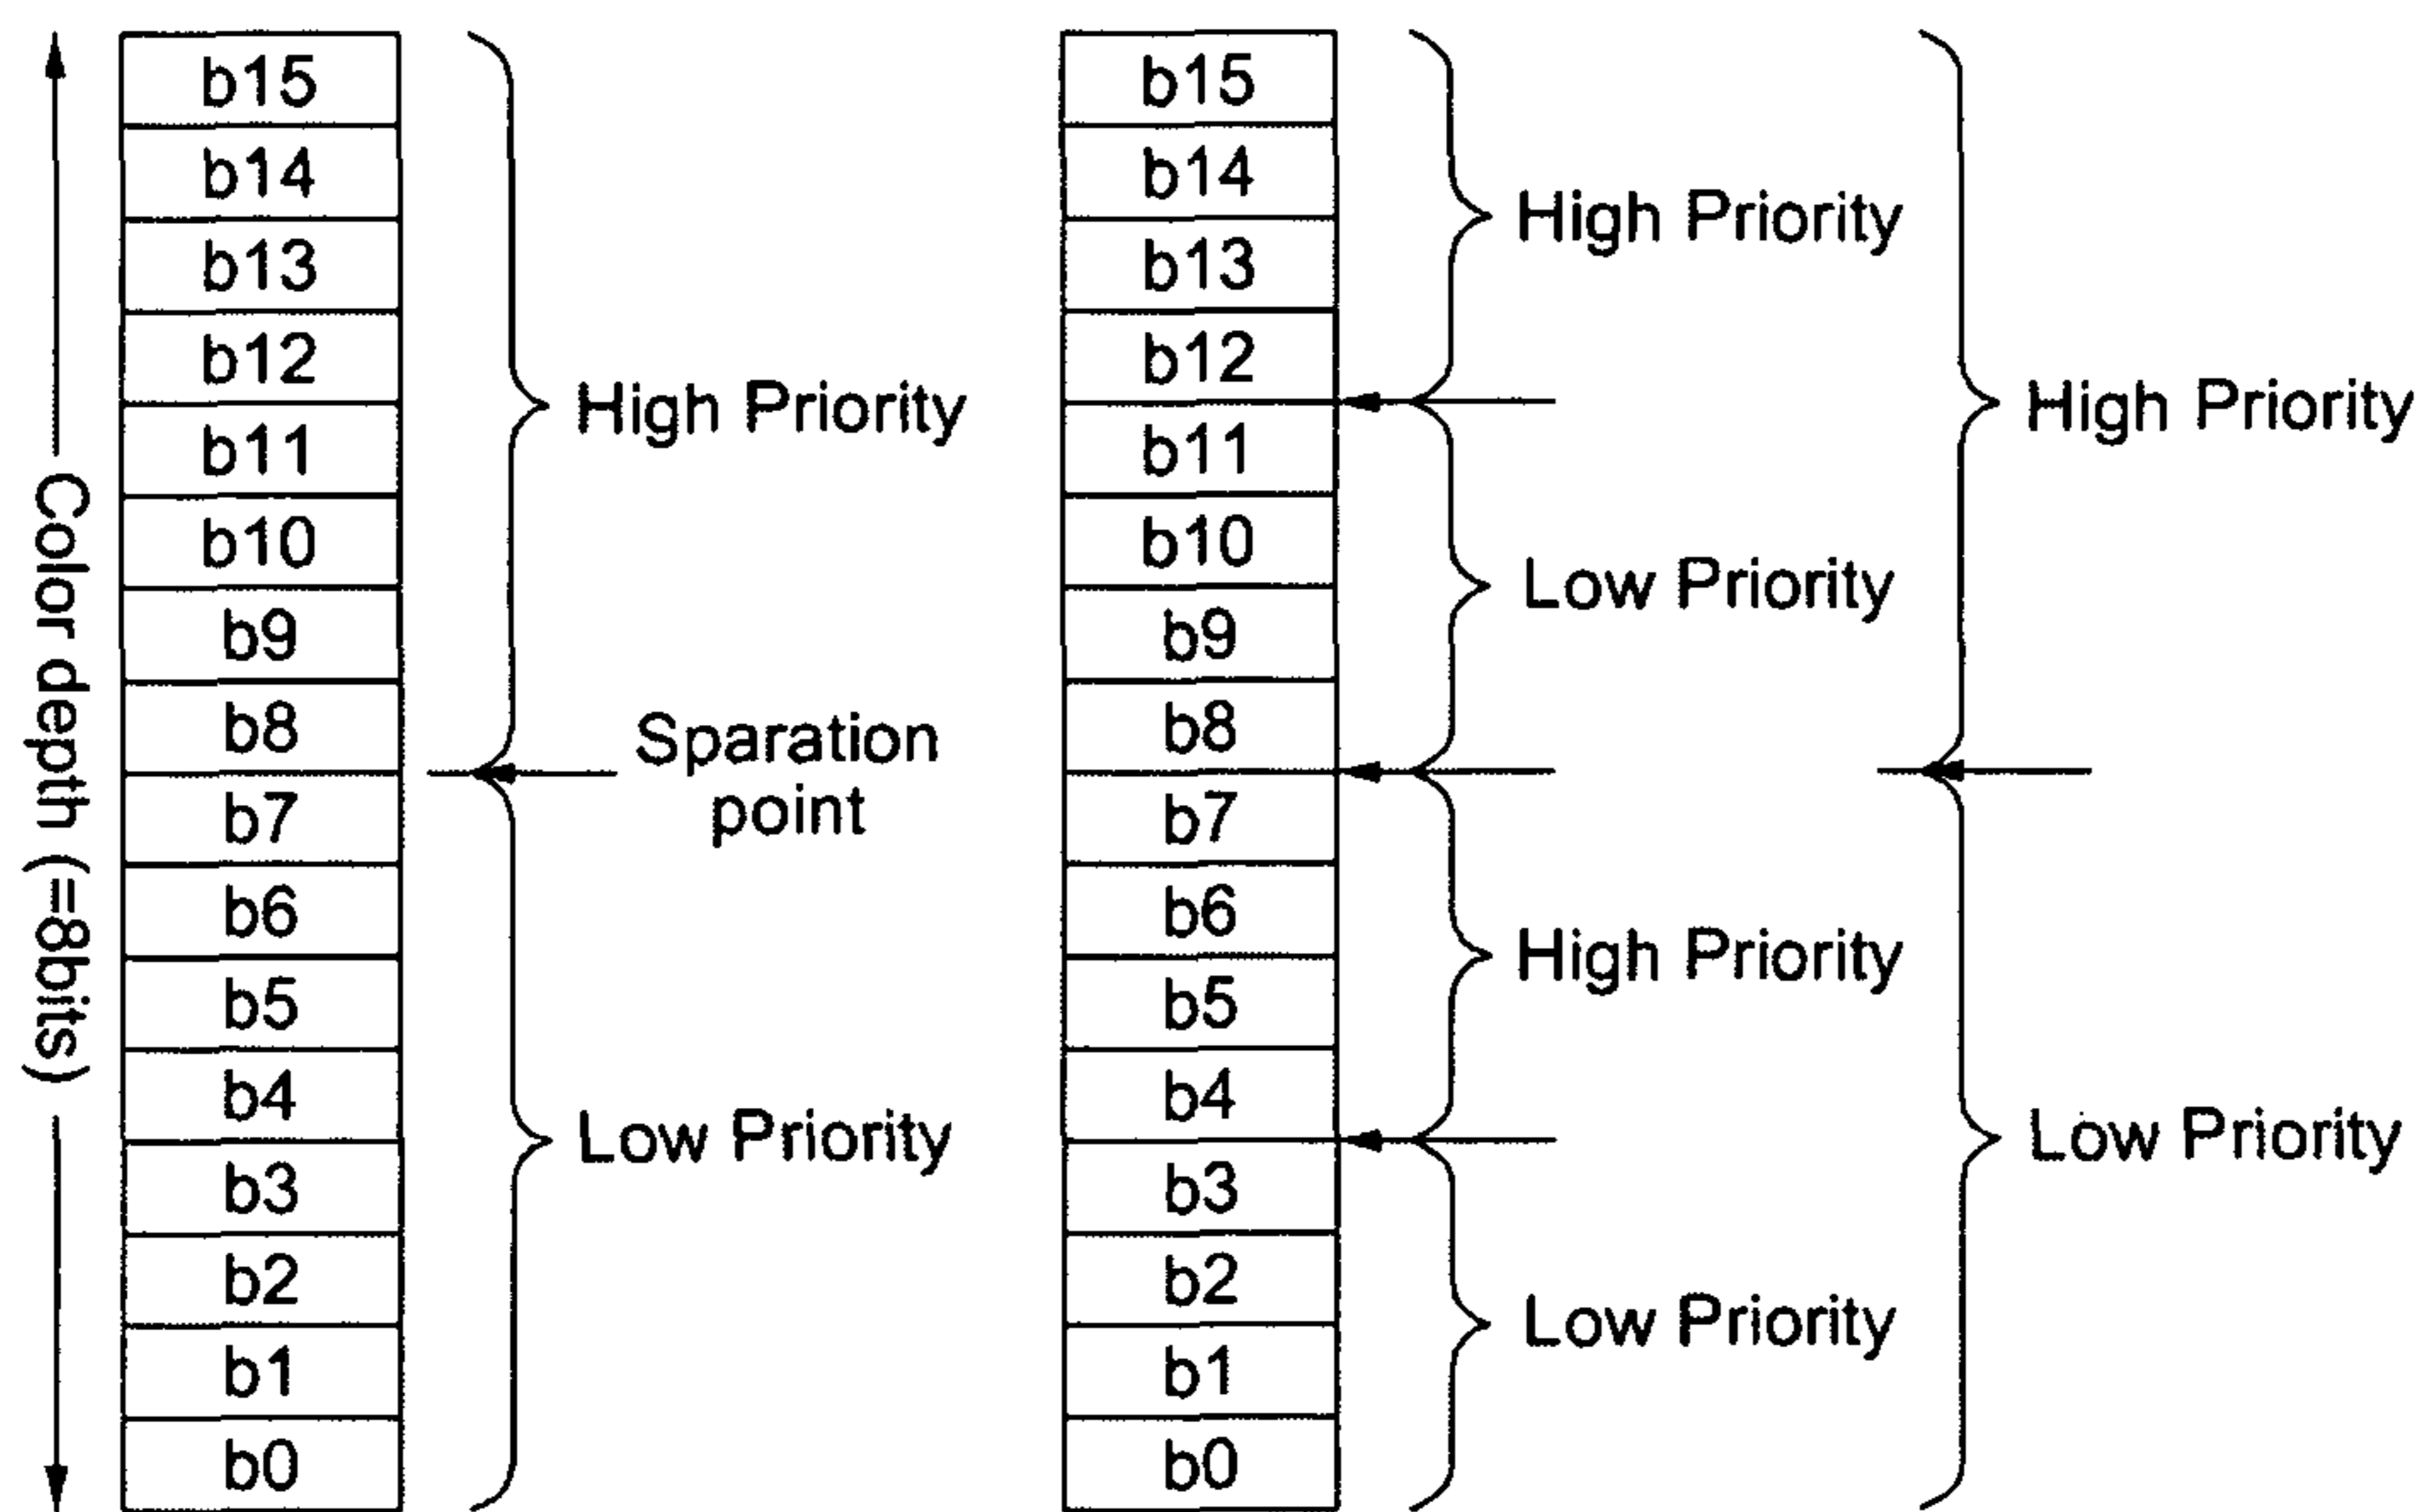 Color depth (=8bits)
b15
b14
b13
b12
b11
b10
b9
b8
b7
b6
b5
b4
b3
b2
b1
b0
High Priority
Sparation
point
Low Priority
b15
b14
b13
b12
b11
b10
b9
b8
b7
b6
b5
b4
b3
b2
b1
b0
High Priority
Low Priority
High Priority
Low Priority
High Priority
Low Priority